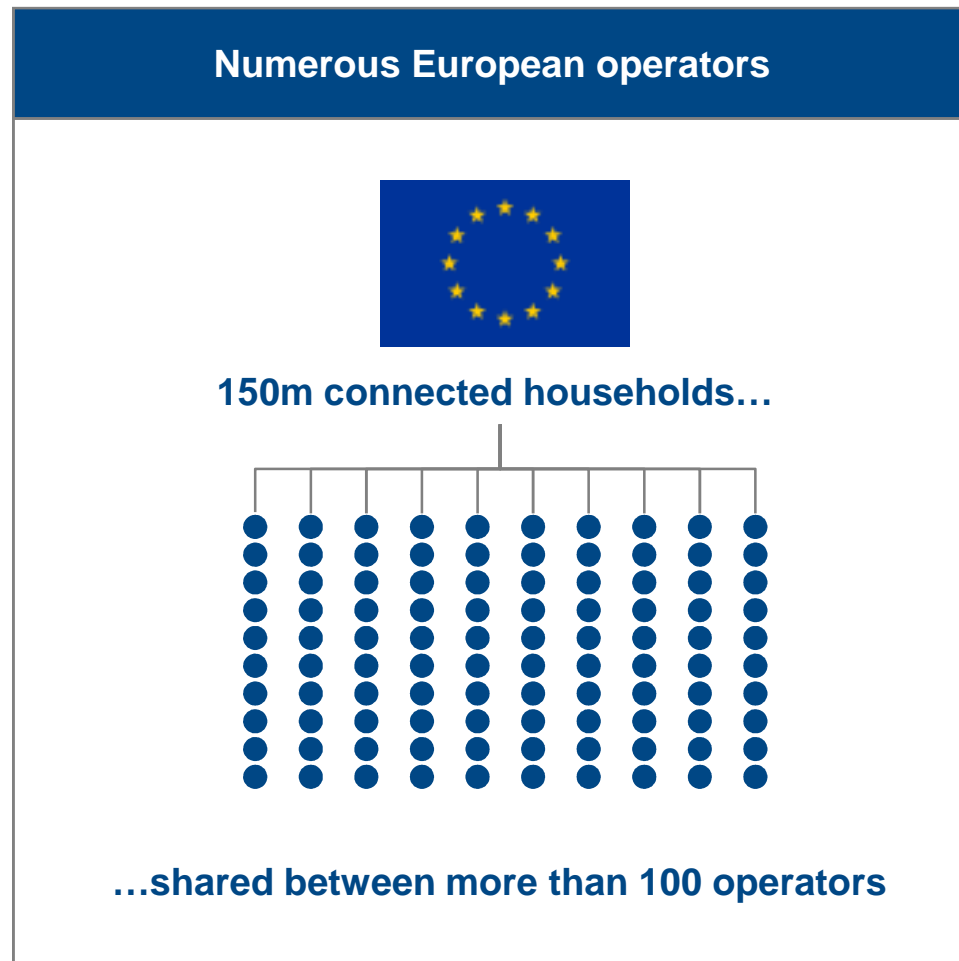 Numerous European operators
150m connected households…
…shared between more than 100 operators